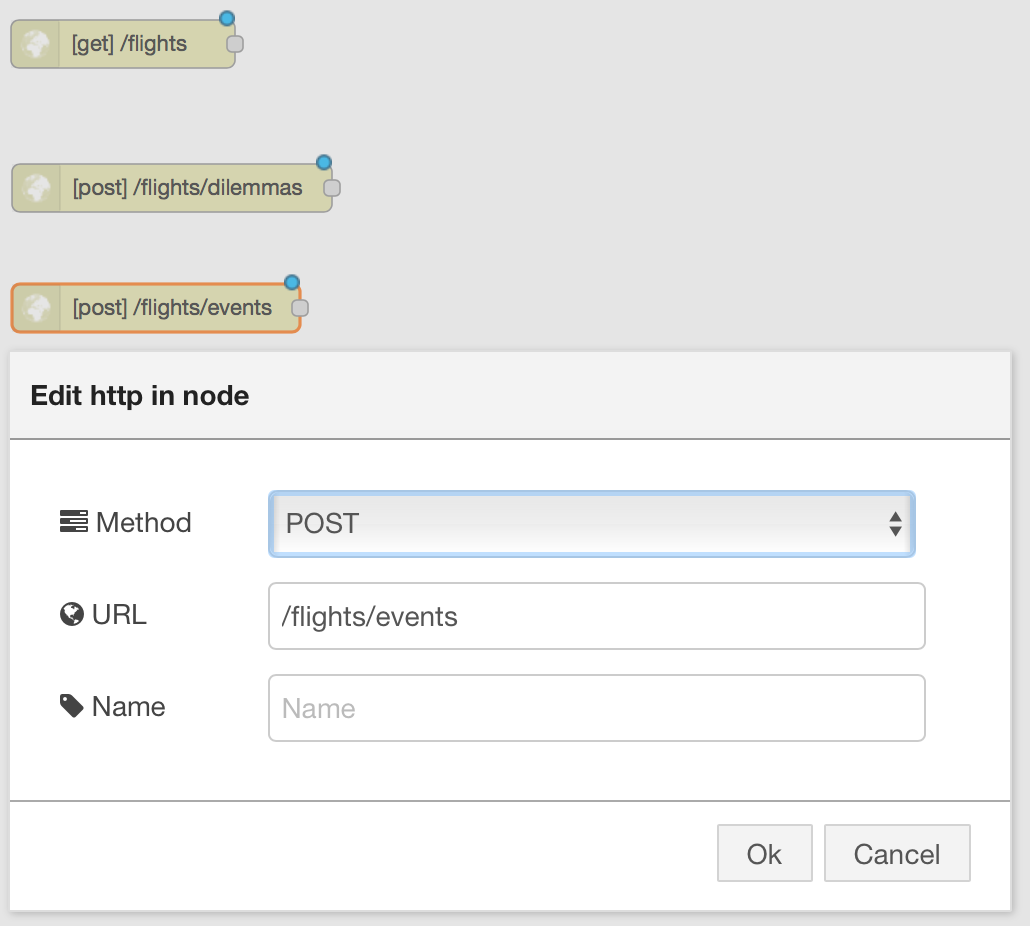 [get] /flights
[post] /flights/dilemmas
[post] /flights/events
Edit http in node
Method POST
URL /flights/events
Name Name
Ok Cancel